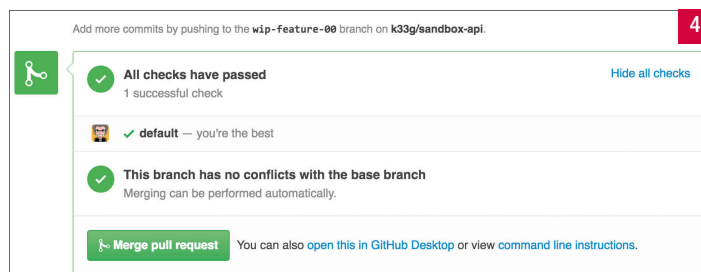 Add more commits by pushing to the wip-feature-00 branch on k33g/sandbox-api.
4
All checks have passed
Hide all checks
1 successful check
default — you're the best
This branch has no conflicts with the base branch
Merging can be performed automatically.
Merge pull request You can also open this in GitHub Desktop or view command line instructions.